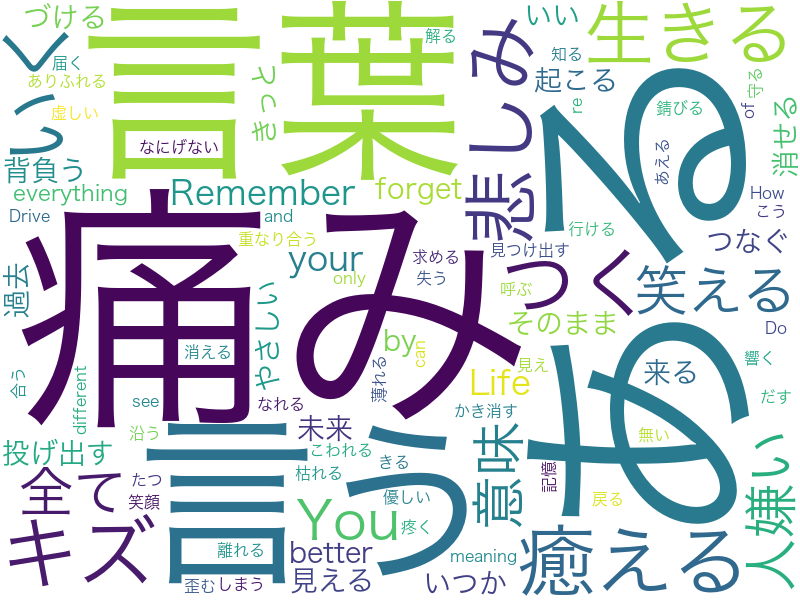 づける
言葉
解る
いい
生きる
届く
ありふれる
きっと
悲しみ
知る
起こる
守る
虚しい
いく
re
錆びる
of
消せる
なにげない
ある
背負う
あえる
everything
Remember
forget
How
Drive
and
こう
重なり合う
行ける
過去
痛み
your
求める
見つけ出す
つなぐ
only
失う
つく
笑える
呼ぶ
やさしい
そのまま
Do
消える
by
can
見え
来る
響く
合う
different
薄れる
Life
see
なれる
かき消す
だす
沿う
言う
未来
意味
無い
人嫌い
投げ出す
こわれる
きる
記憶
全て
たつ
枯れる
笑顔
You
優しい
戻る
キズ
疼く
癒える
離れる
better
meaning
歪む
しまう
見える
いつか